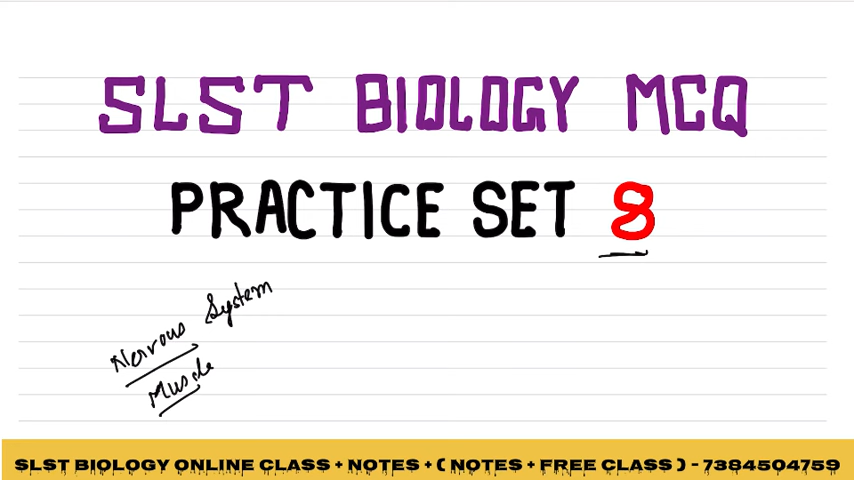 SLST BIOLOGY MCQ
PRACTICE SET 8
Nervous System
Muscle
SLST BIOLOGY ONLINE CLASS + NOTES + ( NOTES + FREE CLASS ) - 7384504759